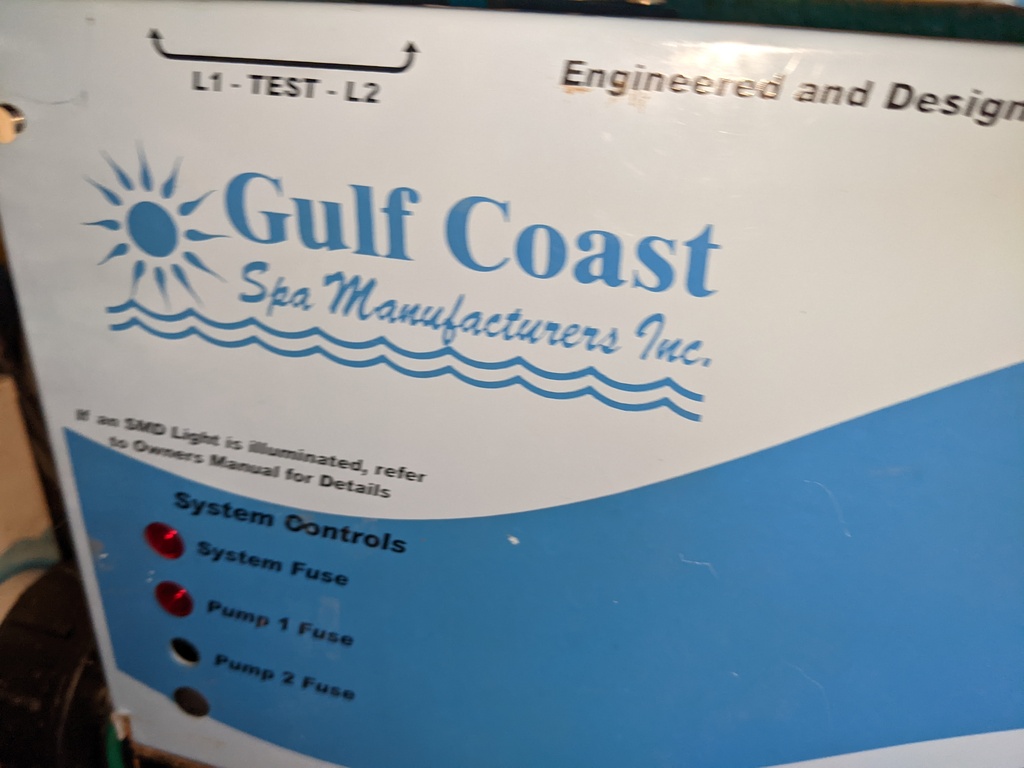 L1 - TEST - L2
Engineered and Design
Gulf Coast
Spa Manufacturers Inc.
If an SMD Light is illuminated, refer
to Owners Manual for Details
System Controls
System Fuse
Pump 1 Fuse
Pump 2 Fuse